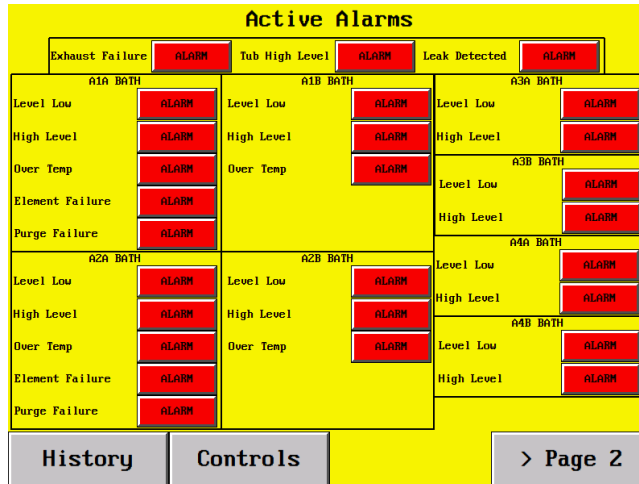 Active Alarms
Exhaust Failure ALARM Tub High Level ALARM Leak Detected ALARM
A1A BATH
Level Low ALARM
High Level ALARM
Over Temp ALARM
Element Failure ALARM
Purge Failure ALARM
A1B BATH
Level Low ALARM
High Level ALARM
Over Temp ALARM
A3A BATH
Level Low ALARM
High Level ALARM
A3B BATH
Level Low ALARM
High Level ALARM
A2A BATH
Level Low ALARM
High Level ALARM
Over Temp ALARM
Element Failure ALARM
Purge Failure ALARM
A2B BATH
Level Low ALARM
High Level ALARM
Over Temp ALARM
A4A BATH
Level Low ALARM
High Level ALARM
A4B BATH
Level Low ALARM
High Level ALARM
History Controls > Page 2